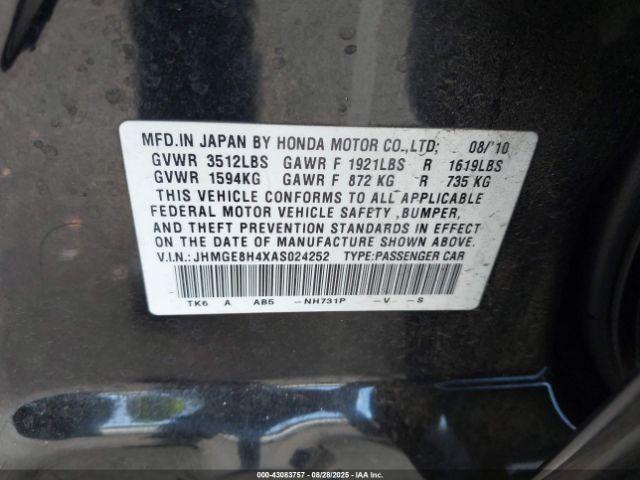 MFD.IN JAPAN BY HONDA MOTOR CO.,LTD; 08/'10
GVWR 3512LBS GAWR F 1921LBS R 1619LBS
GVWR 1594KG GAWR F 872 KG R 735 KG
THIS VEHICLE CONFORMS TO ALL APPLICABLE
FEDERAL MOTOR VEHICLE SAFETY ,BUMPER,
AND THEFT PREVENTION STANDARDS IN EFFECT
ON THE DATE OF MANUFACTURE SHOWN ABOVE.
V.I.N.:JHMGE8H4XAS024252 TYPE:PASSENGER CAR
TK6 A AB5 -NH731P -V -S
000-43083757 - 08/28/2025 - IAA Inc.